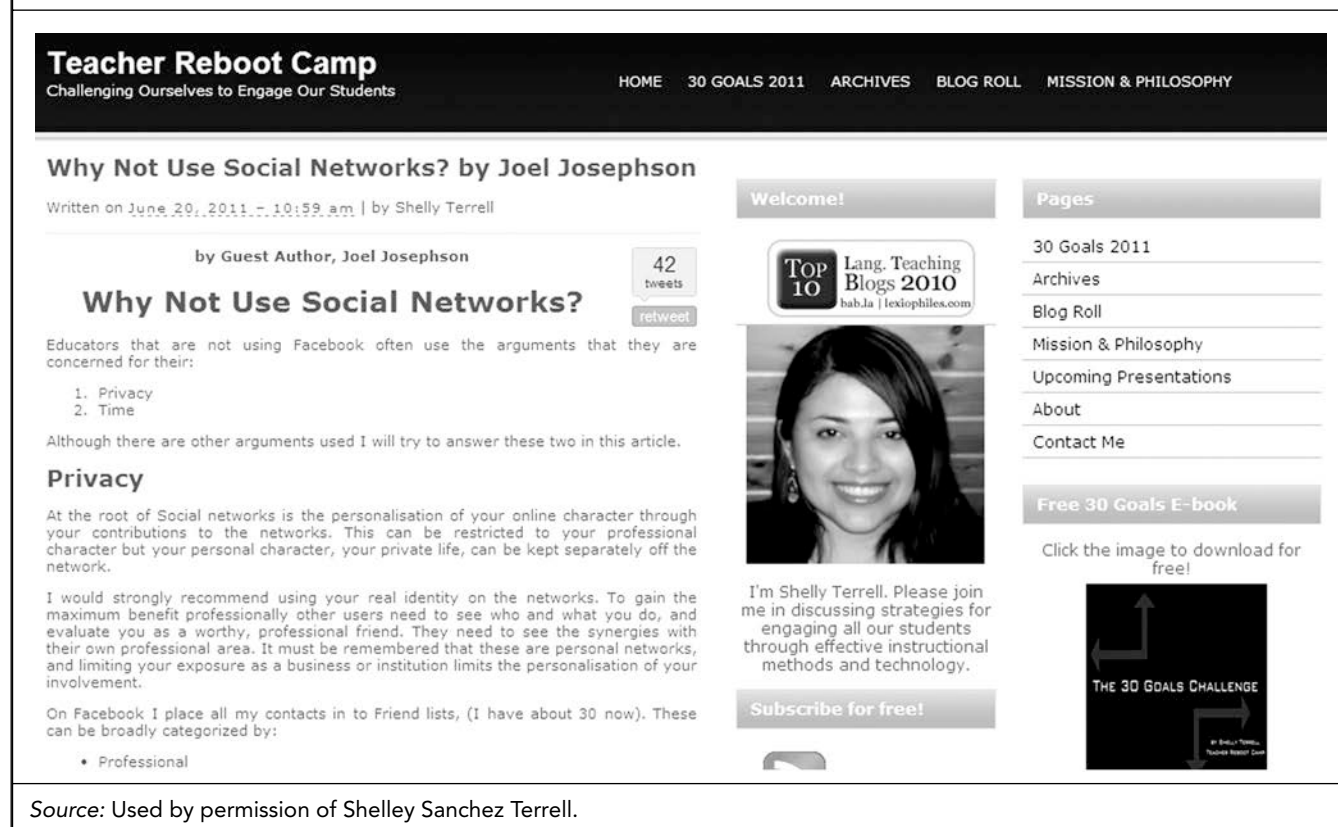 Teacher Reboot Camp
Challenging Ourselves to Engage Our Students
HOME 30 GOALS 2011 ARCHIVES BLOG ROLL MISSION & PHILOSOPHY
Why Not Use Social Networks? by Joel Josephson
Written on June 20, 2011 – 10:59 am | by Shelly Terrell
by Guest Author, Joel Josephson
42
tweets
retweet
Why Not Use Social Networks?
Educators that are not using Facebook often use the arguments that they are
concerned for their:
1. Privacy
2. Time
Although there are other arguments used I will try to answer these two in this article.
Privacy
At the root of Social networks is the personalisation of your online character through
your contributions to the networks. This can be restricted to your professional
character but your personal character, your private life, can be kept separately off the
network.
I would strongly recommend using your real identity on the networks. To gain the
maximum benefit professionally other users need to see who and what you do, and
evaluate you as a worthy, professional friend. They need to see the synergies with
their own professional area. It must be remembered that these are personal networks,
and limiting your exposure as a business or institution limits the personalisation of your
involvement.
On Facebook I place all my contacts in to Friend lists, (I have about 30 now). These
can be broadly categorized by:
• Professional
Welcome!
TOP
10
Lang. Teaching
Blogs 2010
bab.la | lexiophiles.com
I'm Shelly Terrell. Please join
me in discussing strategies for
engaging all our students
through effective instructional
methods and technology.
Subscribe for free!
Pages
30 Goals 2011
Archives
Blog Roll
Mission & Philosophy
Upcoming Presentations
About
Contact Me
Free 30 Goals E-book
Click the image to download for
free!
THE 30 GOALS CHALLENGE
BY SHELLY TERRELL
TEACHER REBOOT CAMP
Source: Used by permission of Shelley Sanchez Terrell.